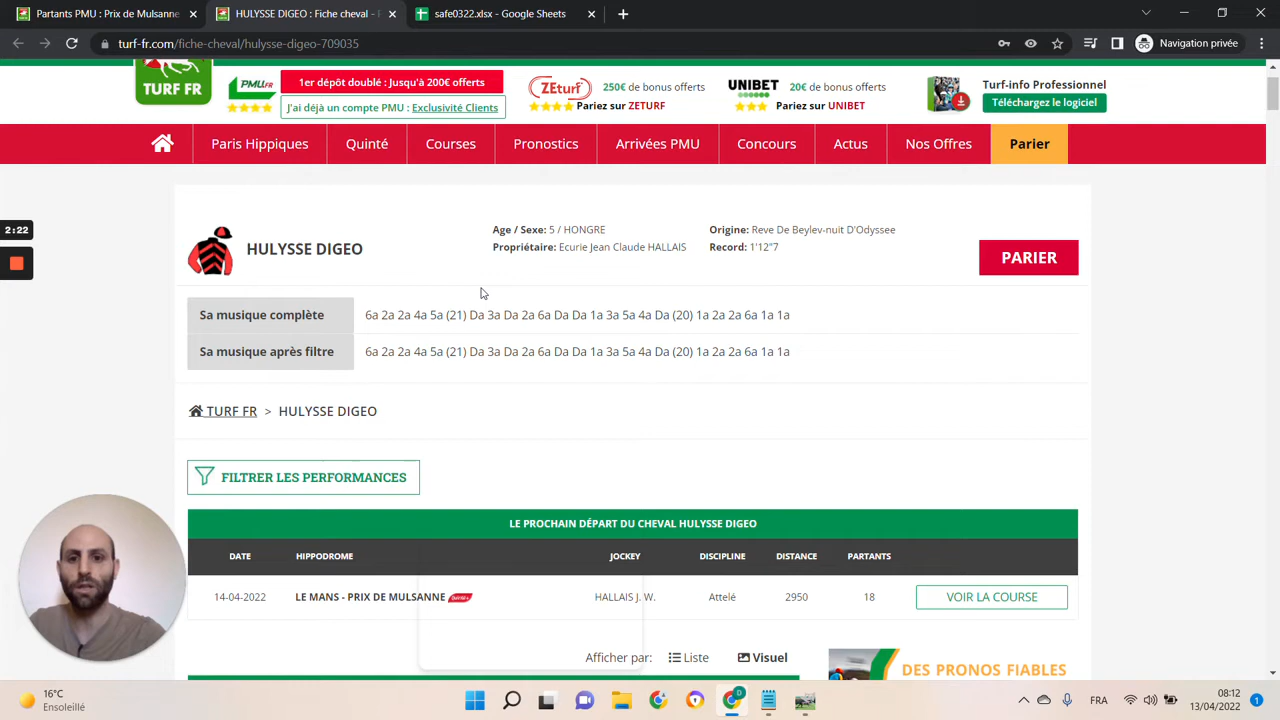 Partants PMU : Prix de Mulsanne
HULYSSE DIGEO : Fiche cheval -
safe0322.xlsx - Google Sheets
turf-fr.com/fiche-cheval/hulysse-digeo-709035
Navigation privée
TURF FR
PMU.FR
1er dépôt doublé : Jusqu'à 200€ offerts
J'ai déjà un compte PMU : Exclusivité Clients
ZEturf
250€ de bonus offerts
Pariez sur ZETURF
UNIBET
20€ de bonus offerts
Pariez sur UNIBET
Turf-info Professionnel
Téléchargez le logiciel
Paris Hippiques
Quinté
Courses
Pronostics
Arrivées PMU
Concours
Actus
Nos Offres
Parier
2:22
HULYSSE DIGEO
Age / Sexe: 5 / HONGRE
Propriétaire: Ecurie Jean Claude HALLAIS
Origine: Reve De Beylev-nuit D'Odyssee
Record: 1'12"7
PARIER
Sa musique complète
6a 2a 2a 4a 5a (21) Da 3a Da 2a 6a Da Da 1a 3a 5a 4a Da (20) 1a 2a 2a 6a 1a 1a
Sa musique après filtre
6a 2a 2a 4a 5a (21) Da 3a Da 2a 6a Da Da 1a 3a 5a 4a Da (20) 1a 2a 2a 6a 1a 1a
TURF FR > HULYSSE DIGEO
FILTRER LES PERFORMANCES
LE PROCHAIN DÉPART DU CHEVAL HULYSSE DIGEO
DATE HIPPODROME JOCKEY DISCIPLINE DISTANCE PARTANTS
14-04-2022 LE MANS - PRIX DE MULSANNE HALLAIS J. W. Attelé 2950 18 VOIR LA COURSE
Afficher par: Liste Visuel
DES PRONOS FIABLES
16°C
Ensoleillé
FRA
08:12
13/04/2022
1